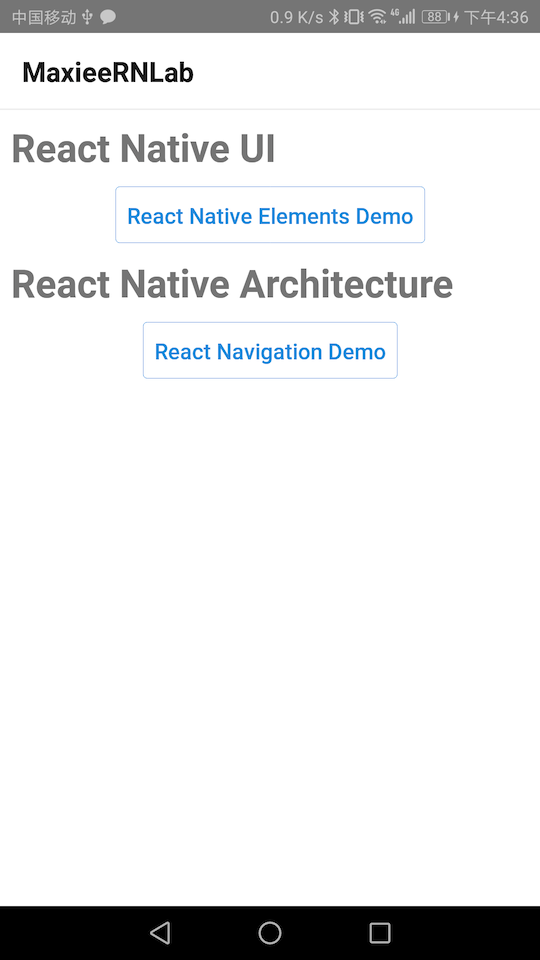 中国移动 0.9 K/s 4G 88 下午4:36
MaxieeRNLab
React Native UI
React Native Elements Demo
React Native Architecture
React Navigation Demo